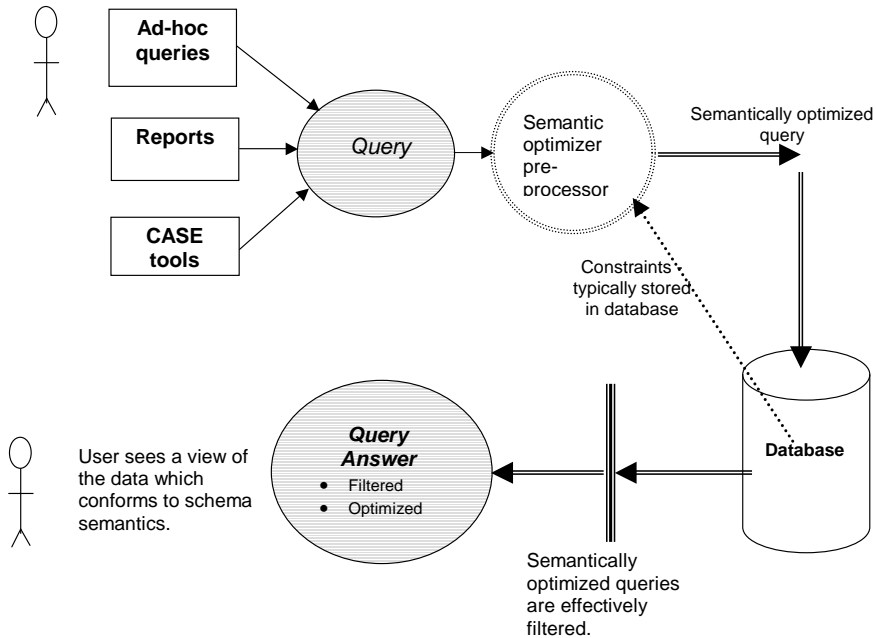 Ad-hoc
queries
Reports
CASE
tools
Query
Semantic
optimizer
pre-
processor
Semantically optimized
query
Constraints
typically stored
in database
Database
Query
Answer
• Filtered
• Optimized
User sees a view of
the data which
conforms to schema
semantics.
Semantically
optimized queries
are effectively
filtered.